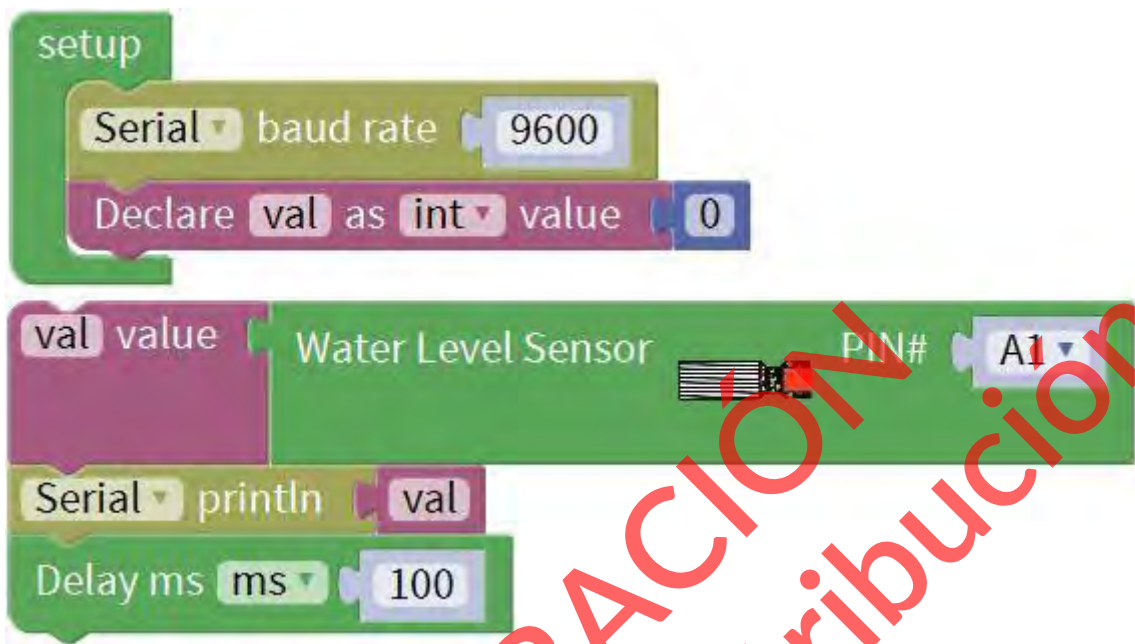 setup
Serial baud rate 9600
Declare val as int value 0
val value Water Level Sensor PIN# A1
Serial println val
Delay ms ms 100